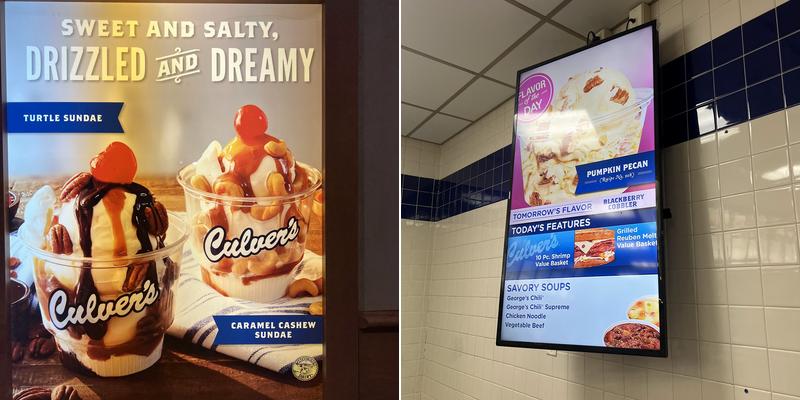 SWEET AND SALTY,
DRIZZLED AND DREAMY
TURTLE SUNDAE
Culver's
Culver's
CARAMEL CASHEW
SUNDAE
FLAVOR
of the
DAY
PUMPKIN PECAN
TOMORROW'S FLAVOR
BLACKBERRY
COBBLER
TODAY'S FEATURES
Culver's
10 Pc. Shrimp
Value Basket
Grilled
Reuben Melt
Value Basket
SAVORY SOUPS
George's Chili
George's Chili Supreme
Chicken Noodle
Vegetable Beef